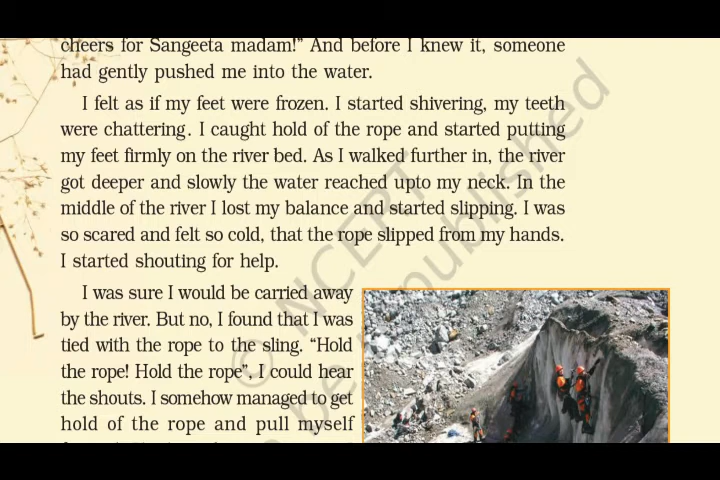 cheers for Sangeeta madam!” And before I knew it, someone
had gently pushed me into the water.
I felt as if my feet were frozen. I started shivering, my teeth
were chattering. I caught hold of the rope and started putting
my feet firmly on the river bed. As I walked further in, the river
got deeper and slowly the water reached upto my neck. In the
middle of the river I lost my balance and started slipping. I was
so scared and felt so cold, that the rope slipped from my hands.
I started shouting for help.
I was sure I would be carried away
by the river. But no, I found that I was
tied with the rope to the sling. “Hold
the rope! Hold the rope”, I could hear
the shouts. I somehow managed to get
hold of the rope and pull myself
© NCERT
be republished